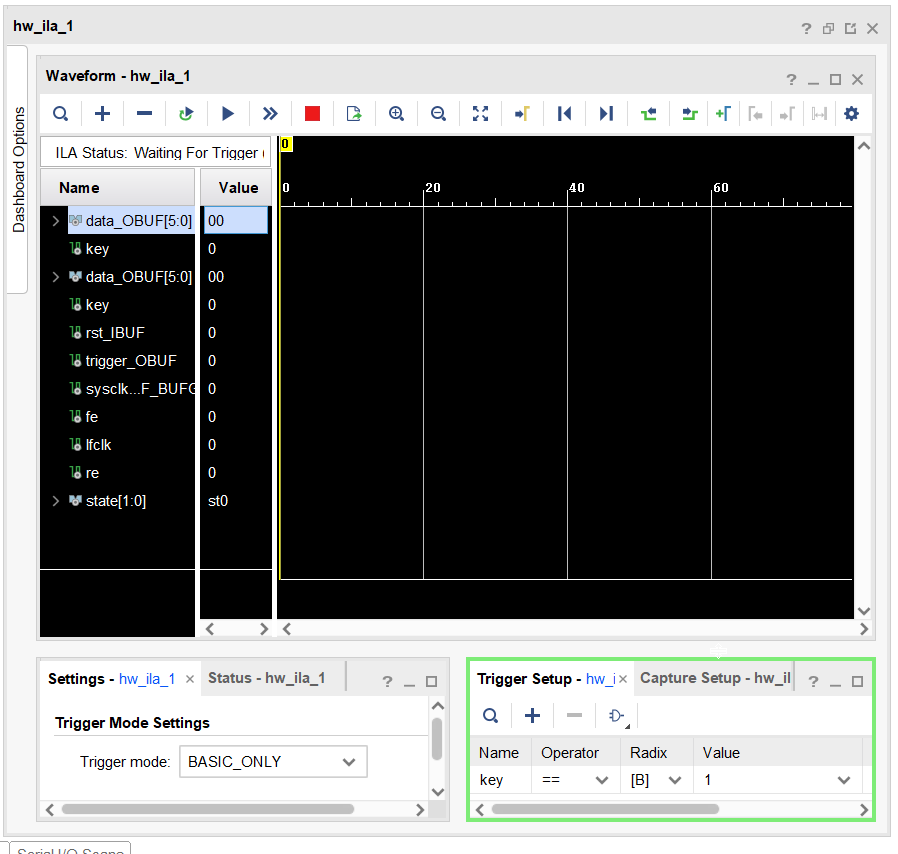 hw_ila_1
Dashboard Options
Waveform - hw_ila_1
ILA Status: Waiting For Trigger
0
Name Value
0 20 40 60
data_OBUF[5:0] 00
key 0
data_OBUF[5:0] 00
key 0
rst_IBUF 0
trigger_OBUF 0
sysclk...F_BUFG 0
fe 0
lfclk 0
re 0
state[1:0] st0
Settings - hw_ila_1 × Status - hw_ila_1
Trigger Mode Settings
Trigger mode: BASIC_ONLY
Trigger Setup - hw_i × Capture Setup - hw_il
Name Operator Radix Value
key == [B] 1
Serial I/O Scans